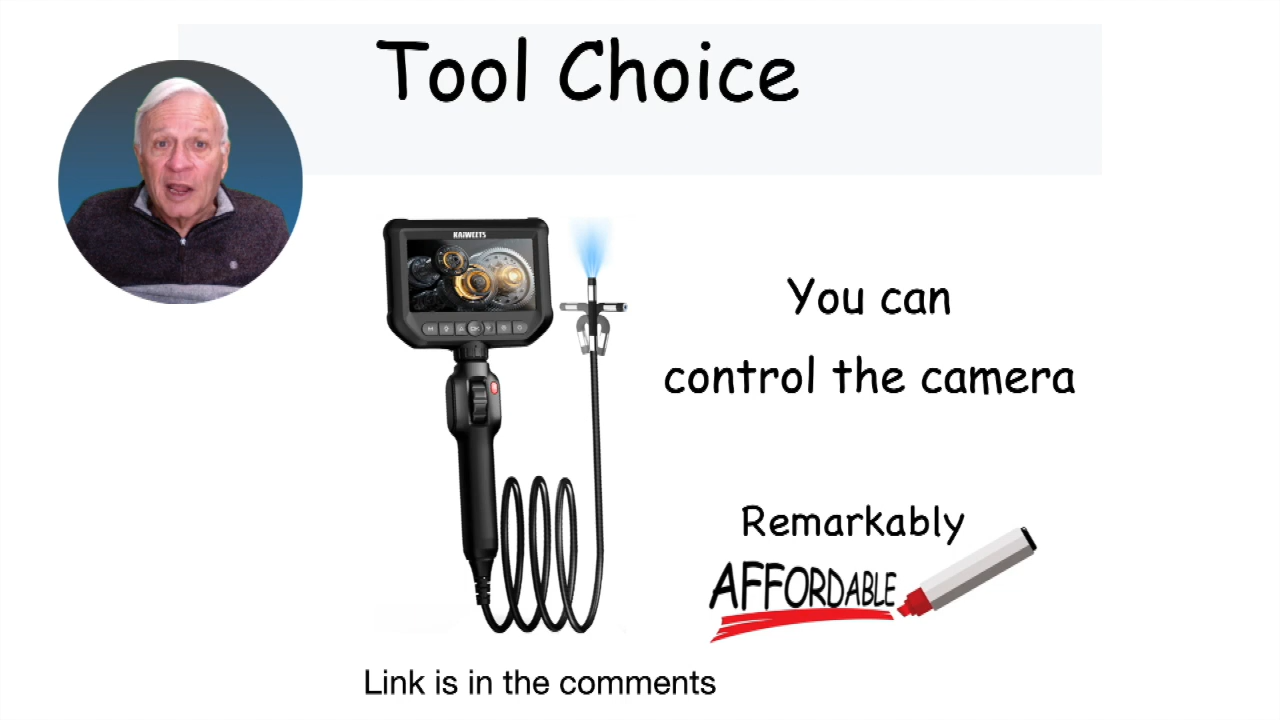 Tool Choice
KAIWEETS
You can
control the camera
Remarkably
AFFORDABLE
Link is in the comments